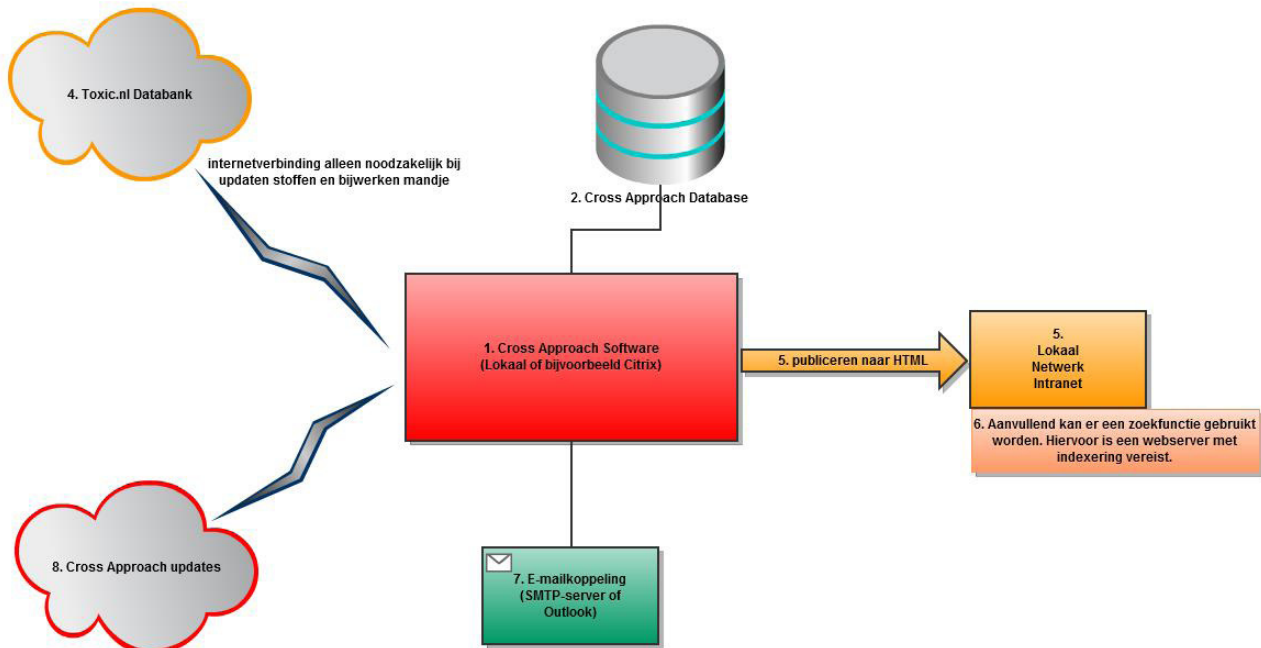 4. Toxic.nl Databank
internetverbinding alleen noodzakelijk bij
updaten stoffen en bijwerken mandje
2. Cross Approach Database
1. Cross Approach Software
(Lokaal of bijvoorbeeld Citrix)
5. publiceren naar HTML
5.
Lokaal
Netwerk
Intranet
6. Aanvullend kan er een zoekfunctie gebruikt
worden. Hiervoor is een webserver met
indexering vereist.
8. Cross Approach updates
7. E-mailkoppeling
(SMTP-server of
Outlook)